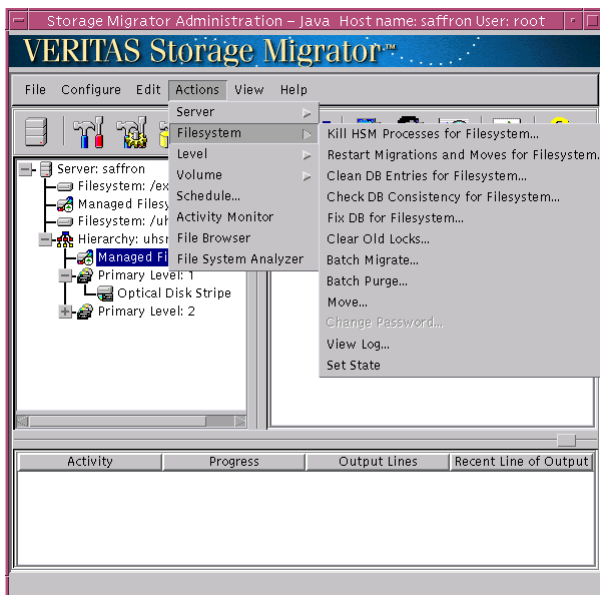 Storage Migrator Administration – Java Host name: saffron User: root
VERITAS Storage Migrator™
File Configure Edit Actions View Help
Server
Filesystem
Level
Volume
Schedule...
Activity Monitor
File Browser
File System Analyzer
Kill HSM Processes for Filesystem...
Restart Migrations and Moves for Filesystem.
Clean DB Entries for Filesystem...
Check DB Consistency for Filesystem...
Fix DB for Filesystem...
Clear Old Locks...
Batch Migrate...
Batch Purge...
Move...
Change Password...
View Log...
Set State
Server: saffron
Filesystem: /ex
Managed Filesy
Filesystem: /uh
Hierarchy: uhsr
Managed Fi
Primary Level: 1
Optical Disk Stripe
Primary Level: 2
Activity Progress Output Lines Recent Line of Output